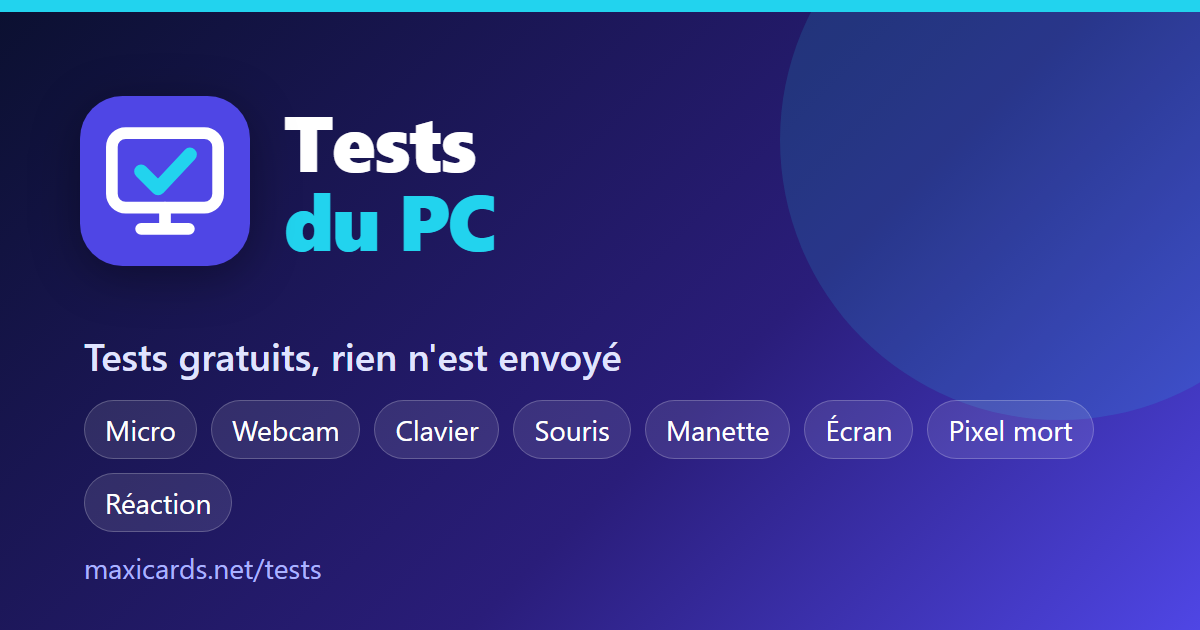 Tests
du PC
Tests gratuits, rien n'est envoyé
Micro Webcam Clavier Souris Manette Écran Pixel mort
Réaction
maxicards.net/tests